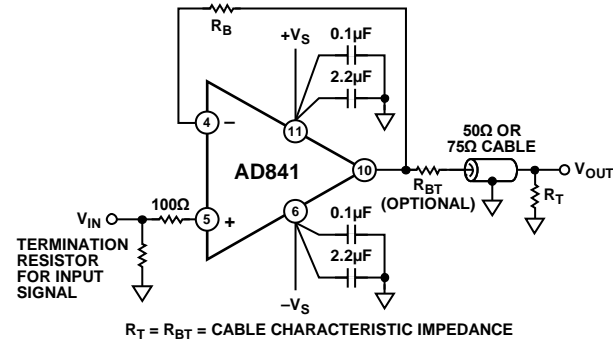 R_B
+V_S
0.1µF
2.2µF
4
–
11
50Ω OR
75Ω CABLE
AD841
10
V_OUT
R_BT
(OPTIONAL)
R_T
V_IN
100Ω
5
+
6
0.1µF
2.2µF
TERMINATION
RESISTOR
FOR INPUT
SIGNAL
–V_S
R_T = R_BT = CABLE CHARACTERISTIC IMPEDANCE